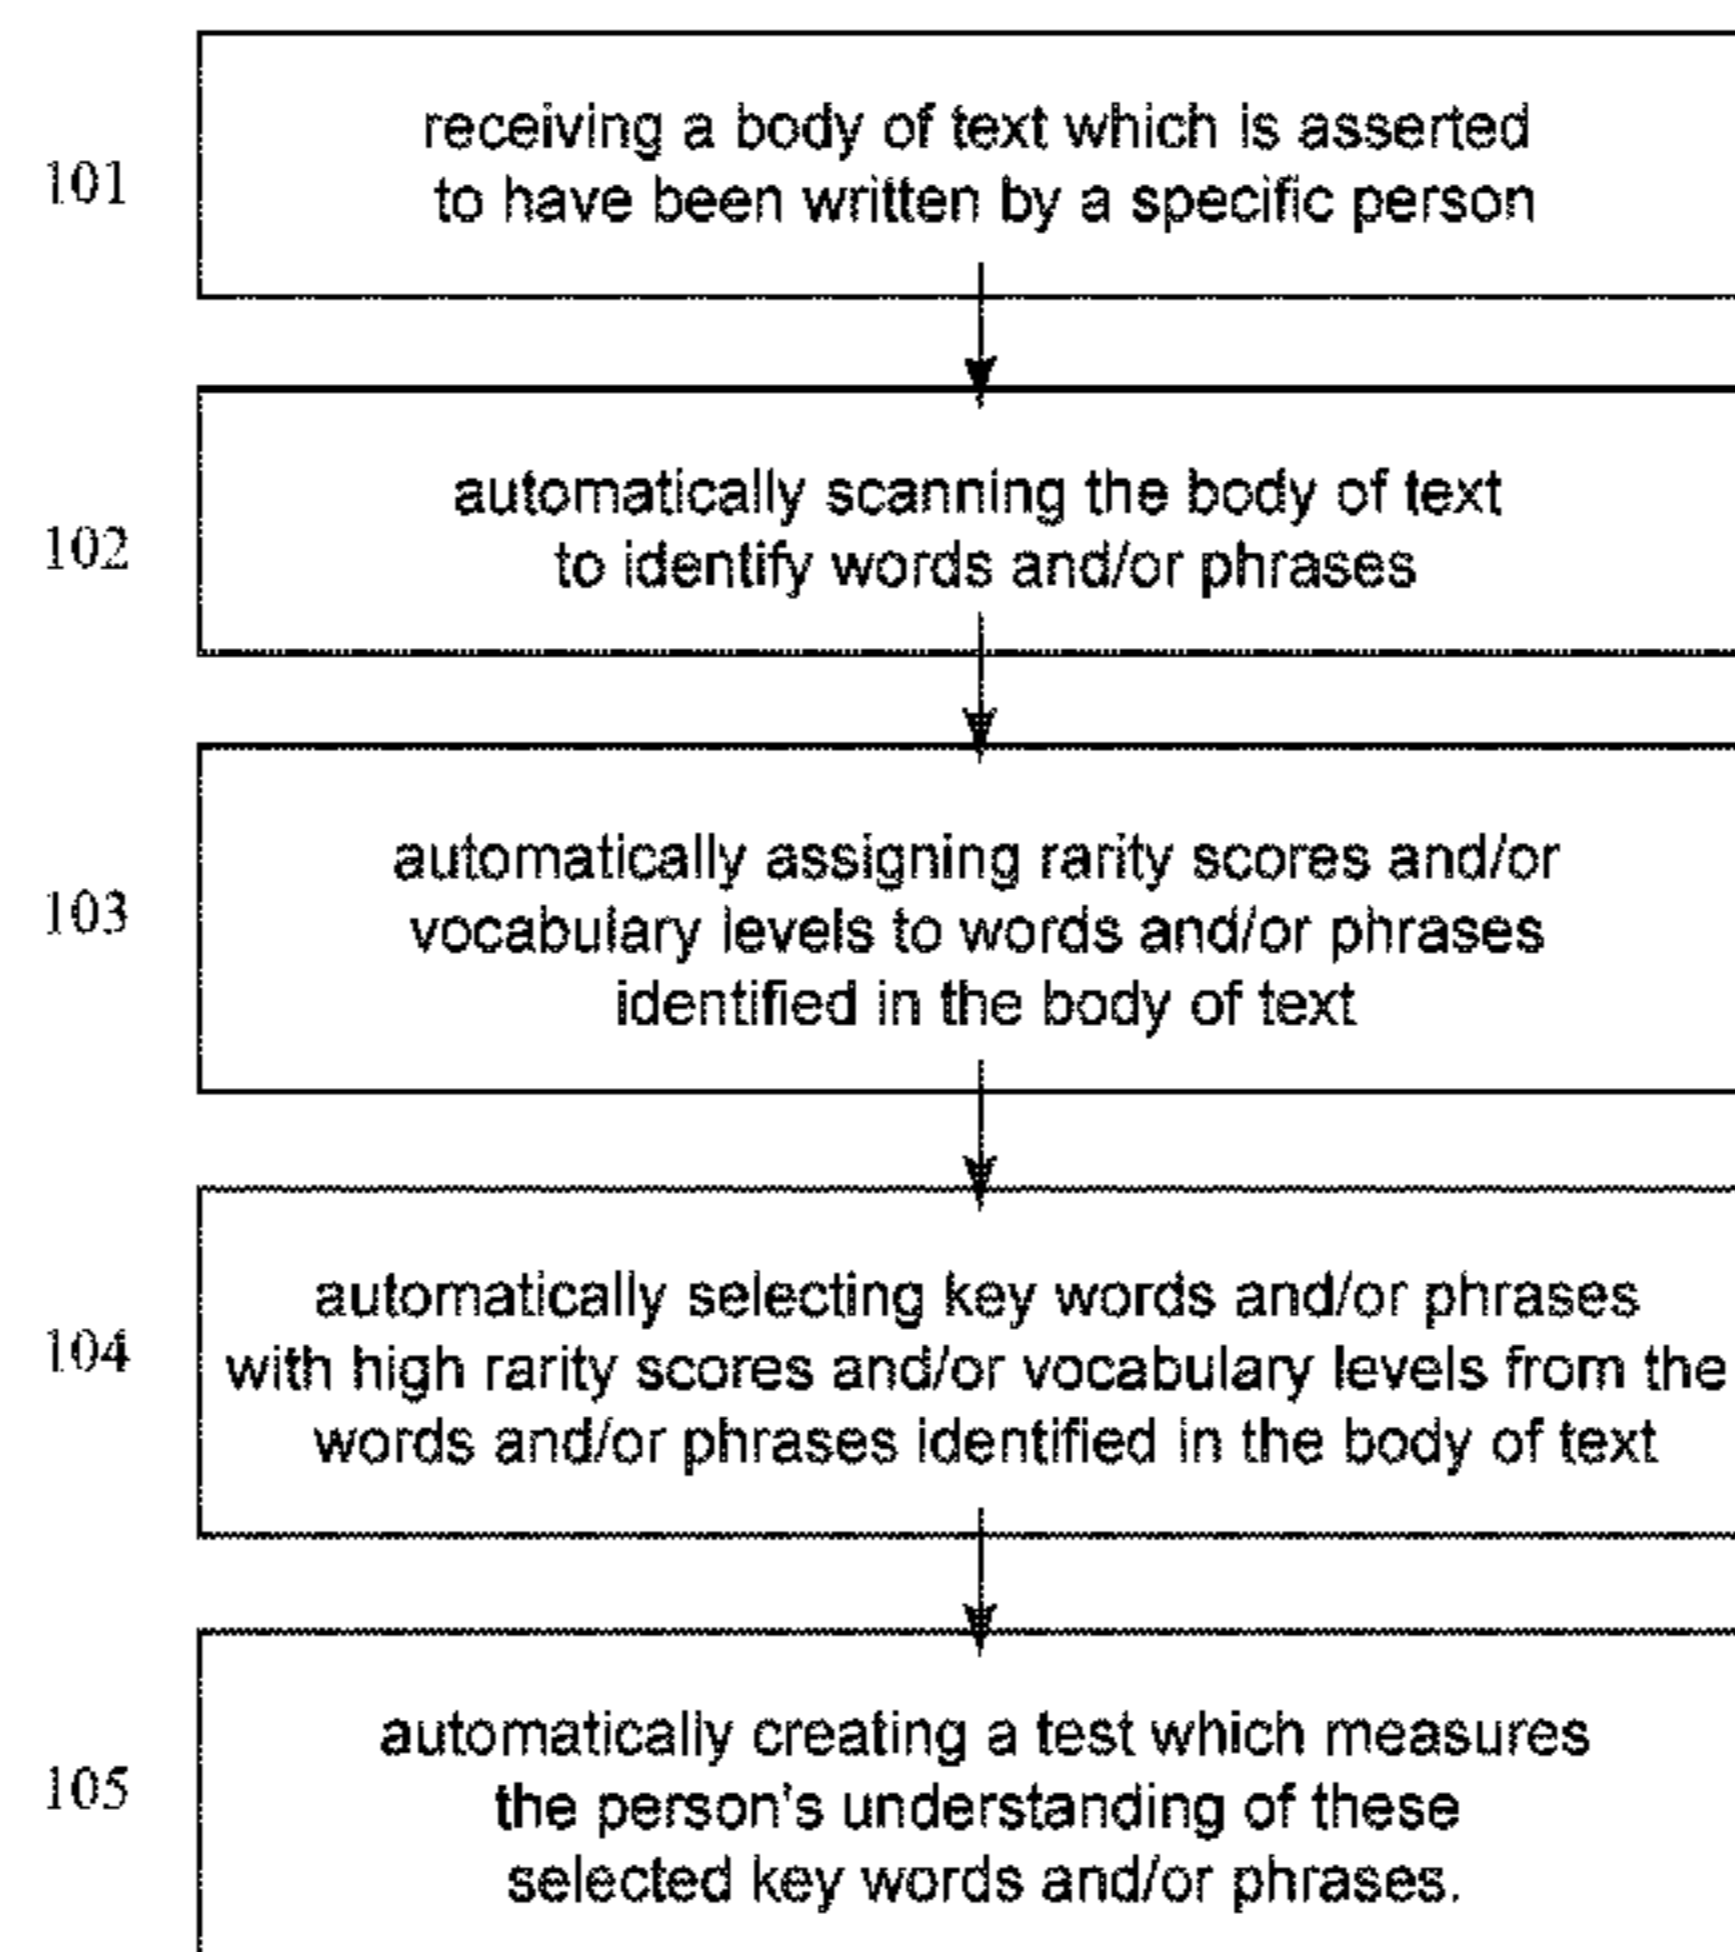 101
receiving a body of text which is asserted
to have been written by a specific person
102
automatically scanning the body of text
to identify words and/or phrases
103
automatically assigning rarity scores and/or
vocabulary levels to words and/or phrases
identified in the body of text
104
automatically selecting key words and/or phrases
with high rarity scores and/or vocabulary levels from the
words and/or phrases identified in the body of text
105
automatically creating a test which measures
the person's understanding of these
selected key words and/or phrases.